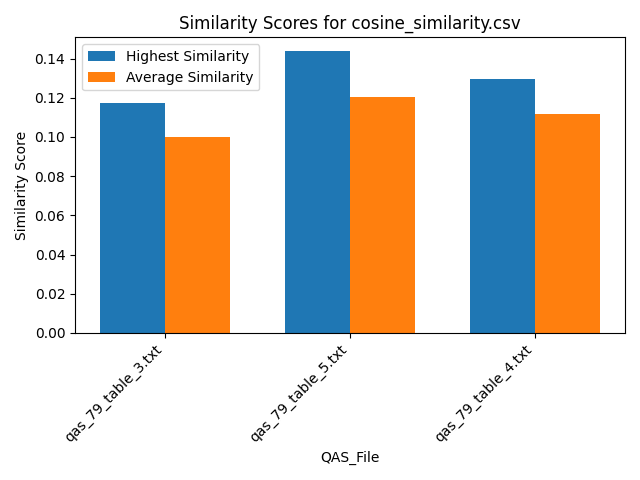 Similarity Scores for cosine_similarity.csv
Highest Similarity
Average Similarity
Similarity Score
0.14
0.12
0.10
0.08
0.06
0.04
0.02
0.00
qas_79_table_3.txt
qas_79_table_5.txt
qas_79_table_4.txt
QAS_File